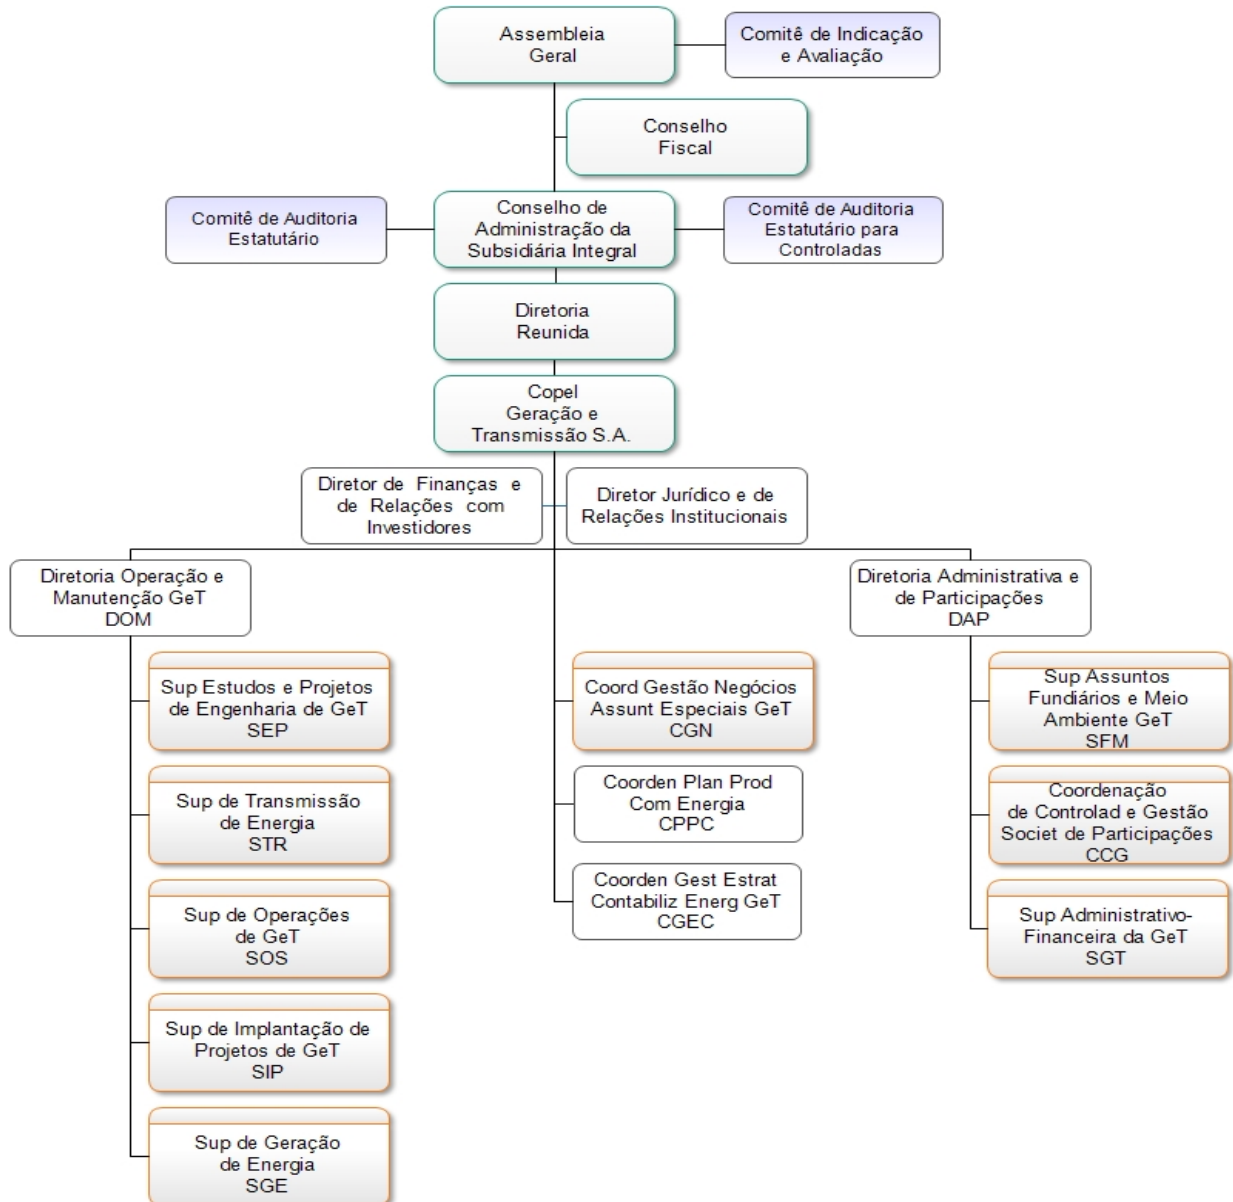 Assembleia
Geral
Comitê de Indicação
e Avaliação
Conselho
Fiscal
Comitê de Auditoria
Estatutário
Conselho de
Administração da
Subsidiária Integral
Comitê de Auditoria
Estatutário para
Controladas
Diretoria
Reunida
Copel
Geração e
Transmissão S.A.
Diretor de Finanças e
de Relações com
Investidores
Diretor Jurídico e de
Relações Institucionais
Diretoria Operação e
Manutenção GeT
DOM
Diretoria Administrativa e
de Participações
DAP
Sup Estudos e Projetos
de Engenharia de GeT
SEP
Sup de Transmissão
de Energia
STR
Sup de Operações
de GeT
SOS
Sup de Implantação de
Projetos de GeT
SIP
Sup de Geração
de Energia
SGE
Coord Gestão Negócios
Assunt Especiais GeT
CGN
Coorden Plan Prod
Com Energia
CPPC
Coorden Gest Estrat
Contabiliz Energ GeT
CGEC
Sup Assuntos
Fundiários e Meio
Ambiente GeT
SFM
Coordenação
de Controlad e Gestão
Societ de Participações
CCG
Sup Administrativo-
Financeira da GeT
SGT